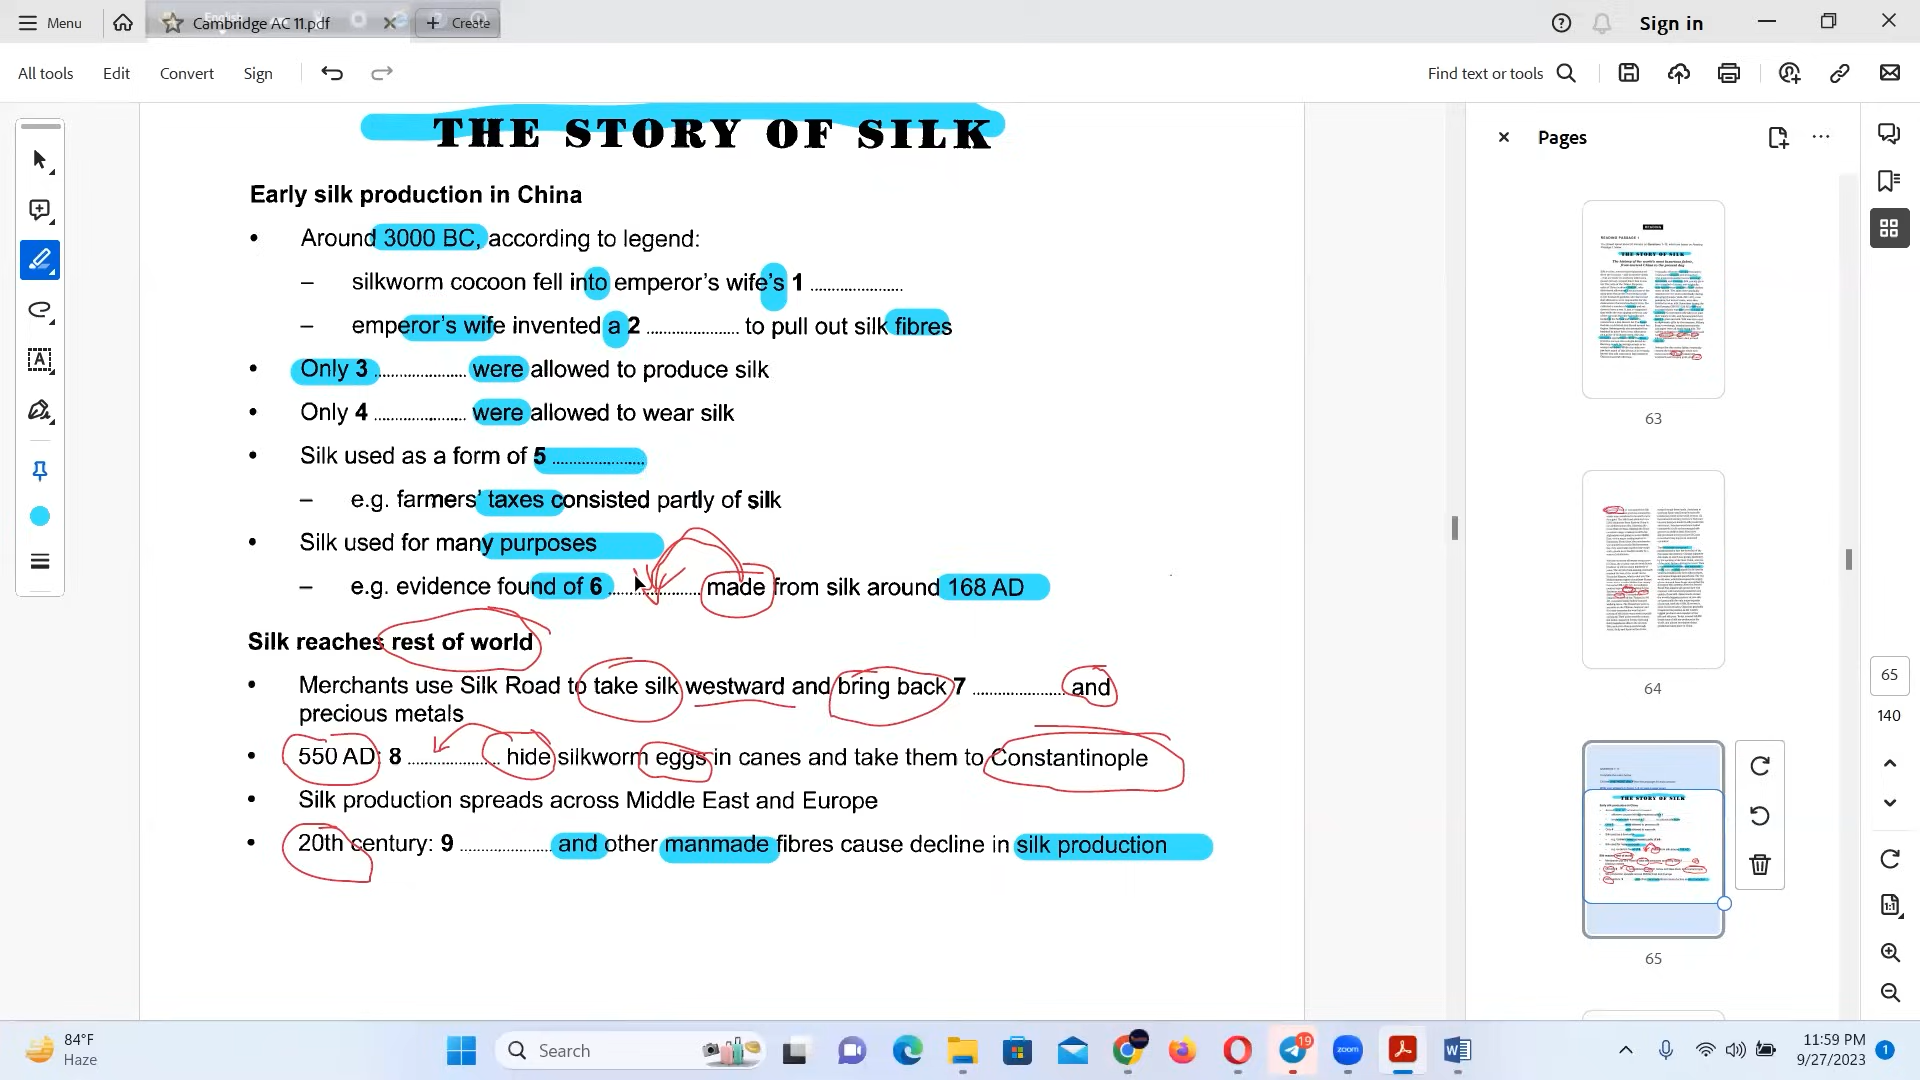 Menu
Cambridge AC 11.pdf
Create
Sign in
All tools
Edit
Convert
Sign
Find text or tools
THE STORY OF SILK
Early silk production in China
• Around 3000 BC, according to legend:
– silkworm cocoon fell into emperor's wife's 1 ....................
– emperor's wife invented a 2 .................... to pull out silk fibres
• Only 3 .................... were allowed to produce silk
• Only 4 .................... were allowed to wear silk
• Silk used as a form of 5 ....................
– e.g. farmers' taxes consisted partly of silk
• Silk used for many purposes
– e.g. evidence found of 6 .................... made from silk around 168 AD
Silk reaches rest of world
• Merchants use Silk Road to take silk westward and bring back 7 .................... and
precious metals
• 550 AD: 8 .................... hide silkworm eggs in canes and take them to Constantinople
• Silk production spreads across Middle East and Europe
• 20th century: 9 .................... and other manmade fibres cause decline in silk production
Pages
63
64
65
65
140
84°F
Haze
Search
19
zoom
11:59 PM
9/27/2023
1